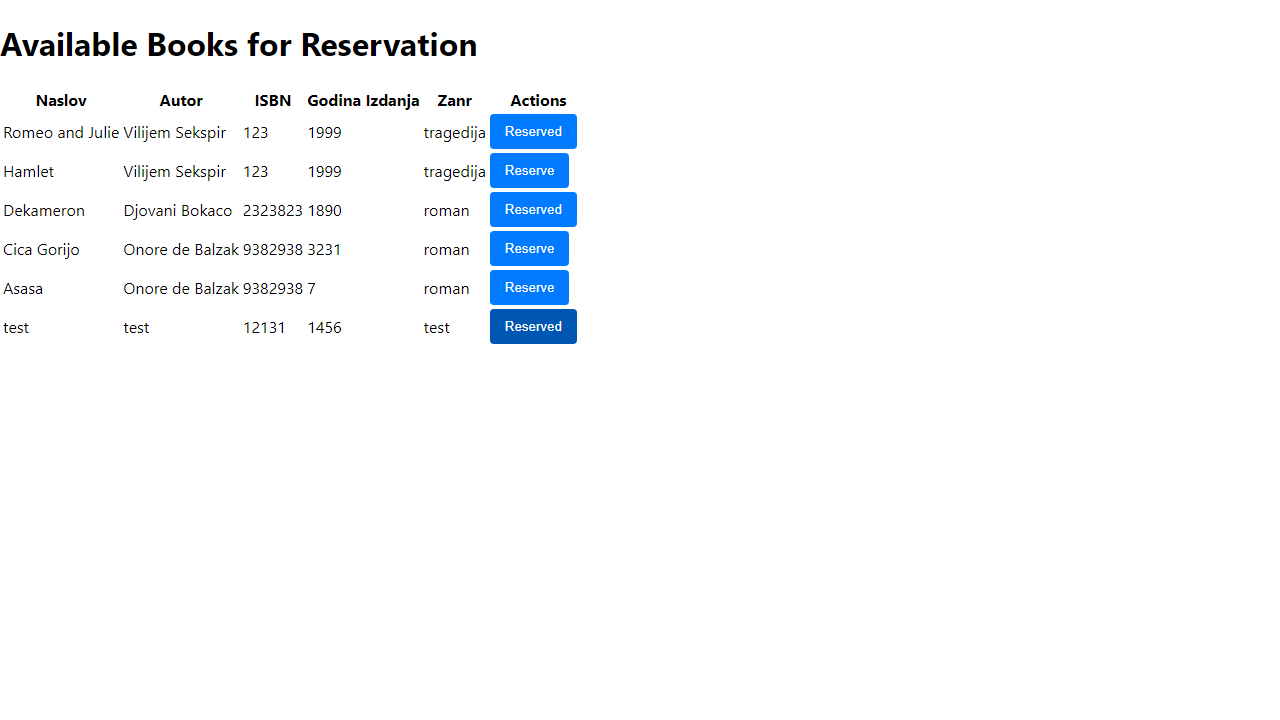 Available Books for Reservation
Naslov Autor ISBN Godina Izdanja Zanr Actions
Romeo and Julie Vilijem Sekspir 123 1999 tragedija Reserved
Hamlet Vilijem Sekspir 123 1999 tragedija Reserve
Dekameron Djovani Bokaco 2323823 1890 roman Reserved
Cica Gorijo Onore de Balzak 9382938 3231 roman Reserve
Asasa Onore de Balzak 9382938 7 roman Reserve
test test 12131 1456 test Reserved